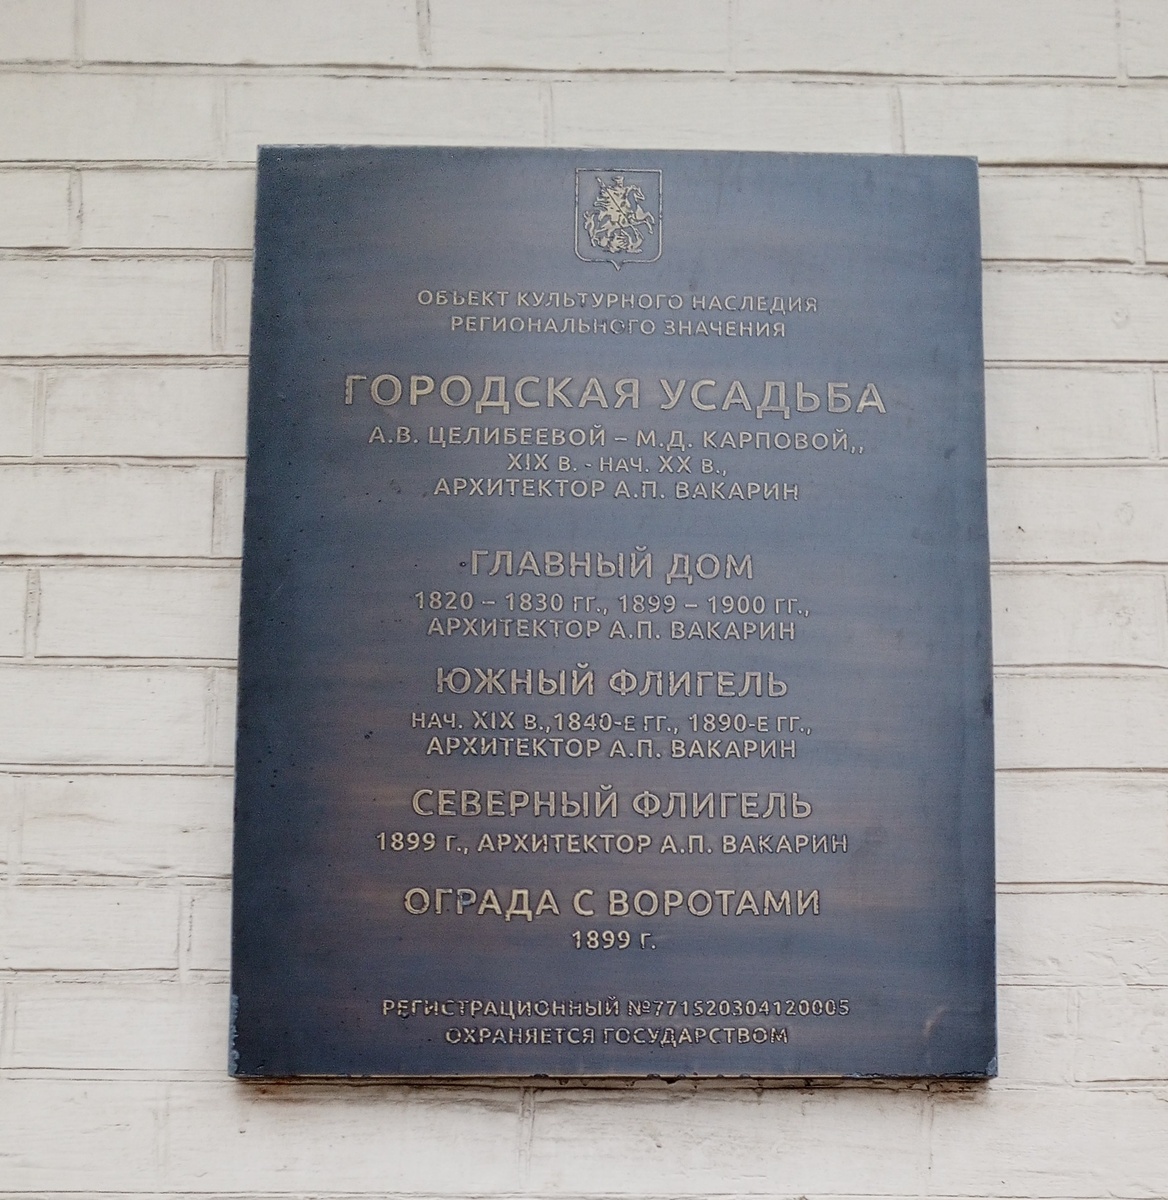 ОБЪЕКТ КУЛЬТУРНОГО НАСЛЕДИЯ
РЕГИОНАЛЬНОГО ЗНАЧЕНИЯ
ГОРОДСКАЯ УСАДЬБА
А.В. ЦЕЛИБЕЕВОЙ – М.Д. КАРПОВОЙ,,
XIX В. - НАЧ. XX В.,
АРХИТЕКТОР А.П. ВАКАРИН
ГЛАВНЫЙ ДОМ
1820 – 1830 ГГ., 1899 – 1900 ГГ.,
АРХИТЕКТОР А.П. ВАКАРИН
ЮЖНЫЙ ФЛИГЕЛЬ
НАЧ. XIX В.,1840-Е ГГ., 1890-Е ГГ.,
АРХИТЕКТОР А.П. ВАКАРИН
СЕВЕРНЫЙ ФЛИГЕЛЬ
1899 Г., АРХИТЕКТОР А.П. ВАКАРИН
ОГРАДА С ВОРОТАМИ
1899 Г.
РЕГИСТРАЦИОННЫЙ №771520304120005
ОХРАНЯЕТСЯ ГОСУДАРСТВОМ